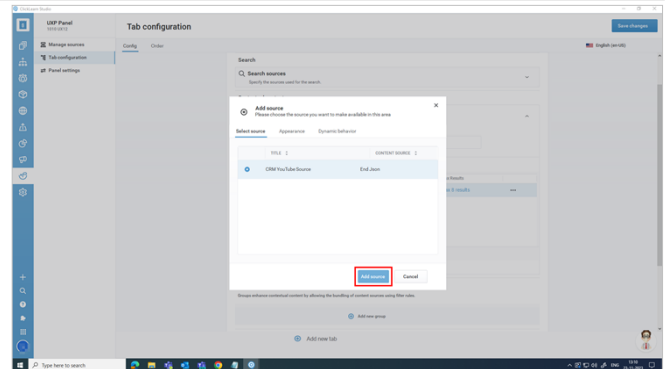 ClickLearn Studio
UXP Panel
Tab configuration
Save changes
Manage sources
Tab configuration
Panel settings
Config
Order
English (en-US)
Search
Search sources
Specify the sources used for the search.
Add source
Please choose the source you want to make available in this area
Select source
Appearance
Dynamic Behavior
TITLE
CONTENT SOURCE
CRM YouTube Source
End Json
Results
results
Add source
Cancel
Groups enhance contextual content by allowing the bundling of content sources using filter rules.
Add new group
Add new tab
Type here to search
ENG